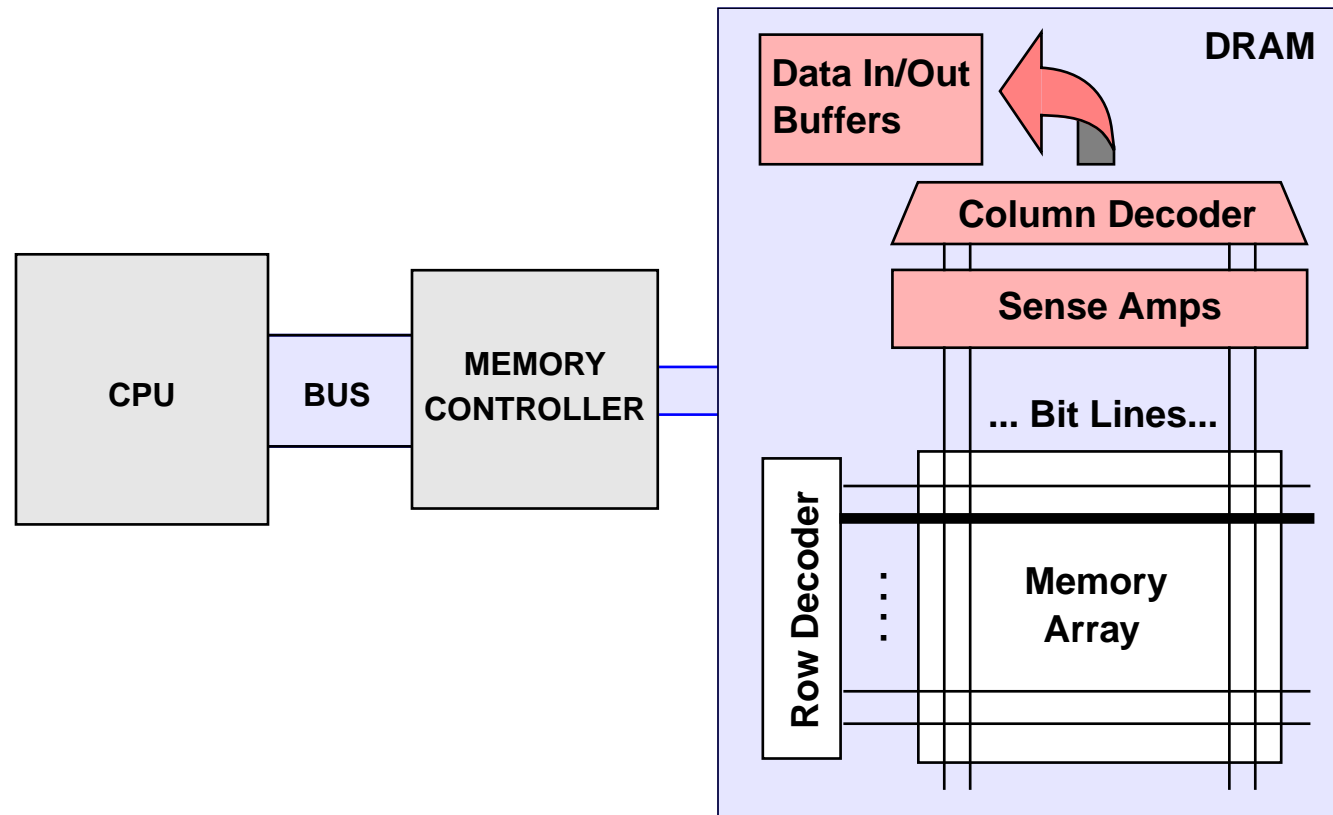 DRAM
Data In/Out
Buffers
Column Decoder
Sense Amps
CPU
BUS
MEMORY
CONTROLLER
... Bit Lines...
Row Decoder
Memory
Array